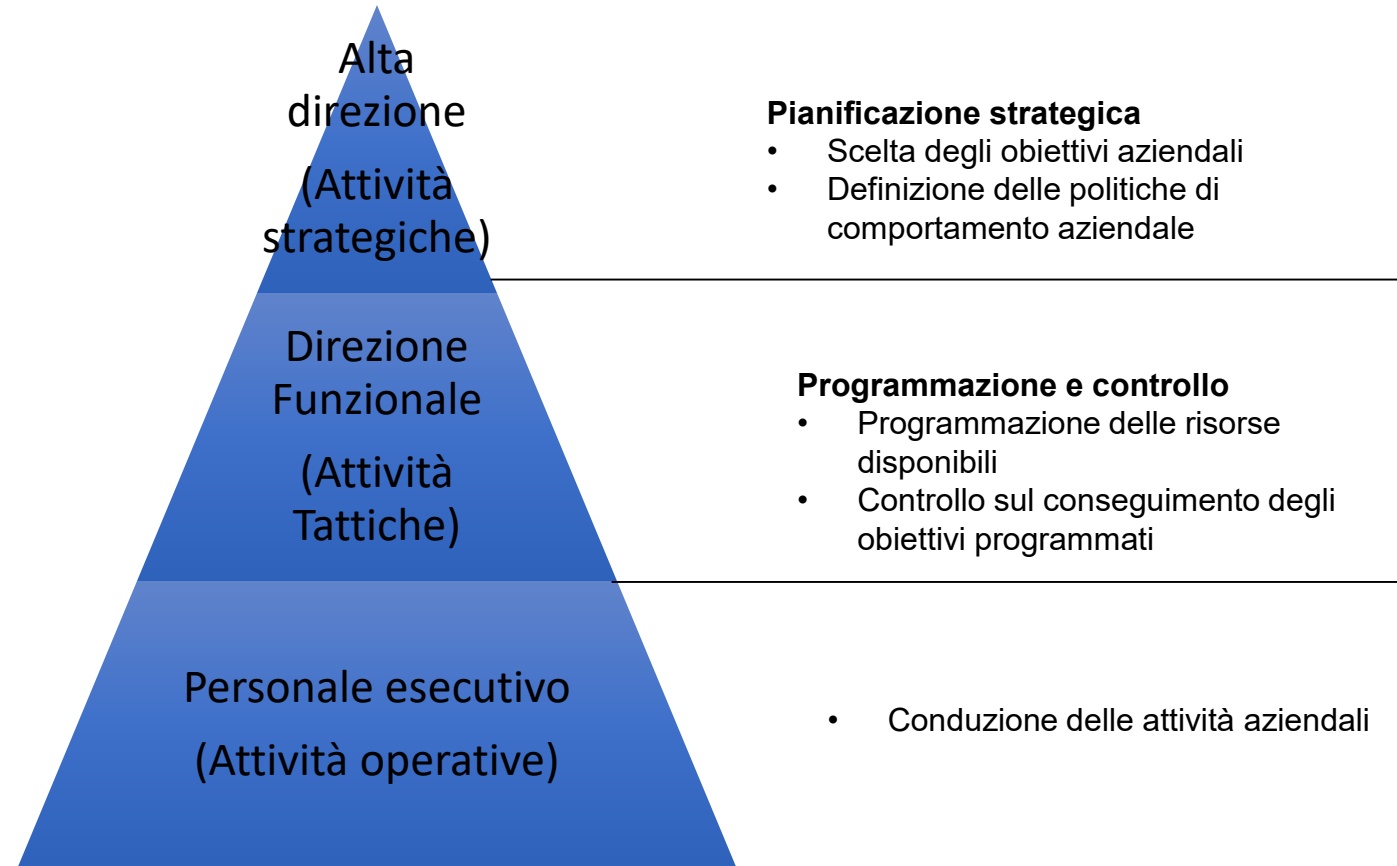 Alta
direzione
(Attività
strategiche)
Pianificazione strategica
• Scelta degli obiettivi aziendali
• Definizione delle politiche di
comportamento aziendale
Direzione
Funzionale
(Attività
Tattiche)
Programmazione e controllo
• Programmazione delle risorse
disponibili
• Controllo sul conseguimento degli
obiettivi programmati
Personale esecutivo
(Attività operative)
• Conduzione delle attività aziendali